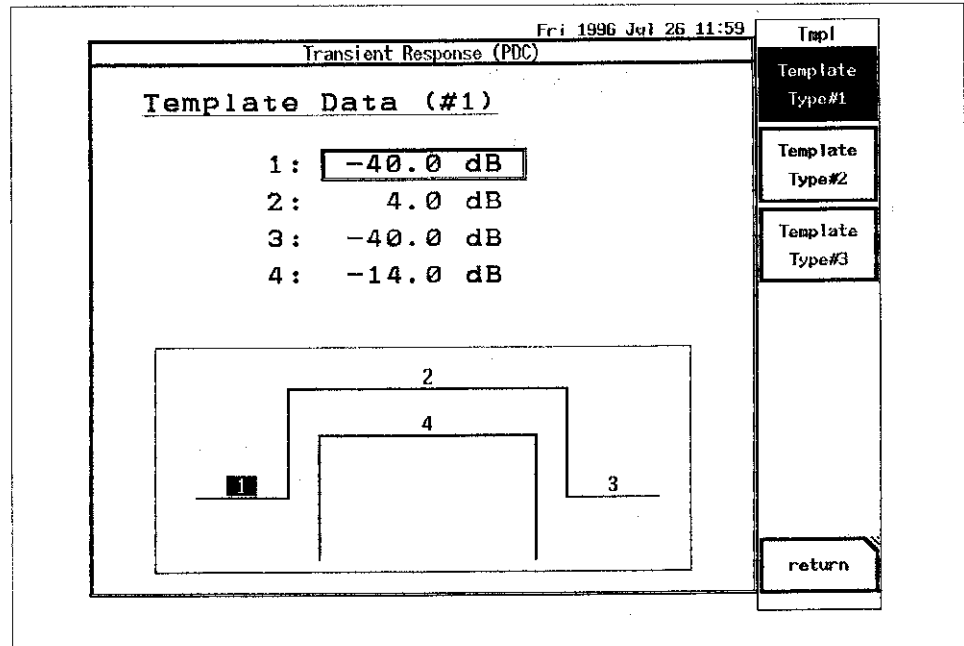 Fri 1996 Jul 26 11:59
Transient Response (PDC)
Template Data (#1)
1: -40.0 dB
2: 4.0 dB
3: -40.0 dB
4: -14.0 dB
2
4
1
3
Tmpl
Template
Type#1
Template
Type#2
Template
Type#3
return